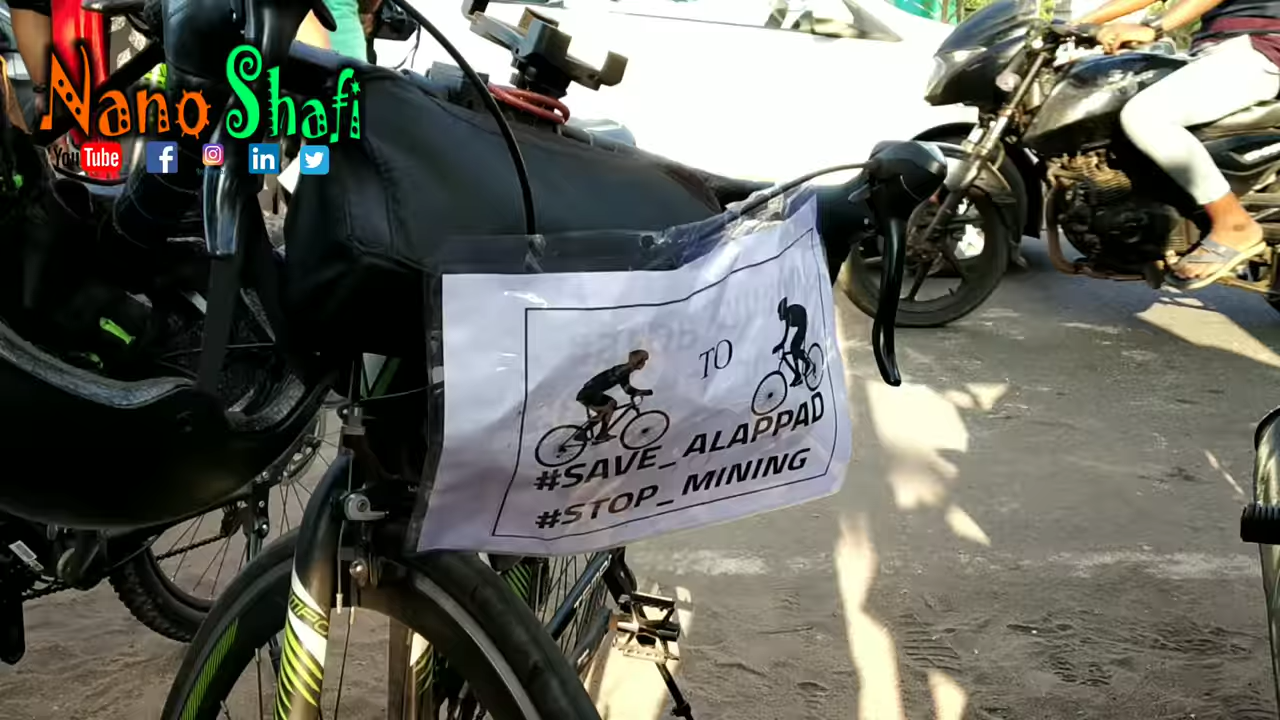 Nano Shafi
YouTube
TO
#SAVE_ALAPPAD
#STOP_MINING